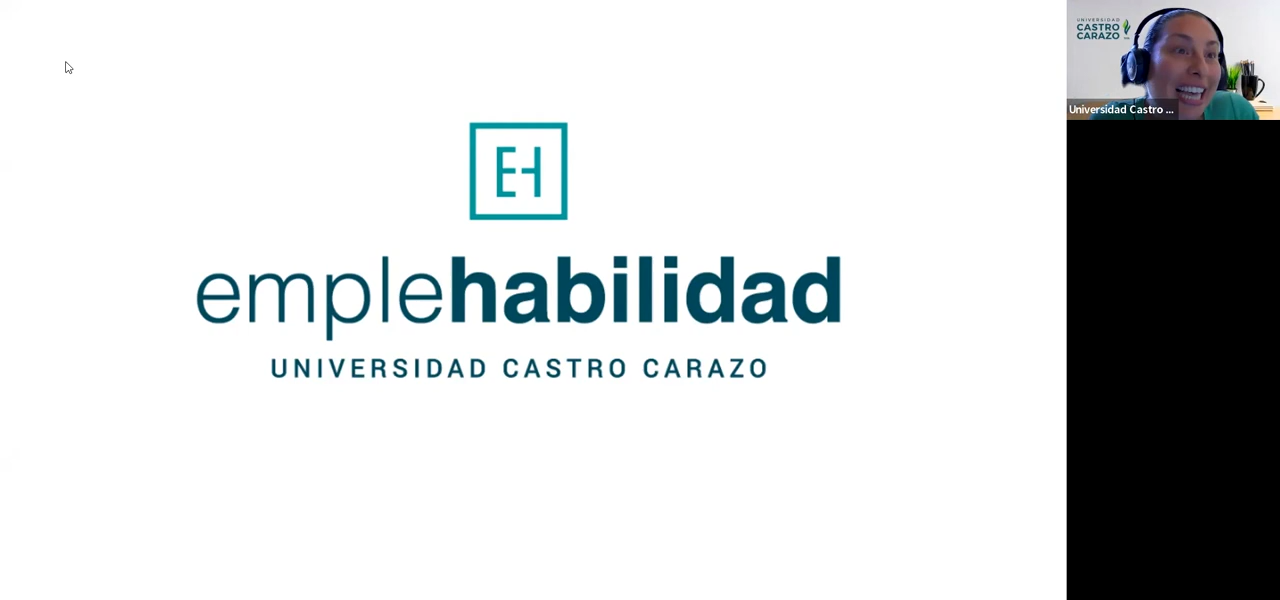 EH
emplehabilidad
UNIVERSIDAD CASTRO CARAZO
UNIVERSIDAD
CASTRO
CARAZO
Universidad Castro ...